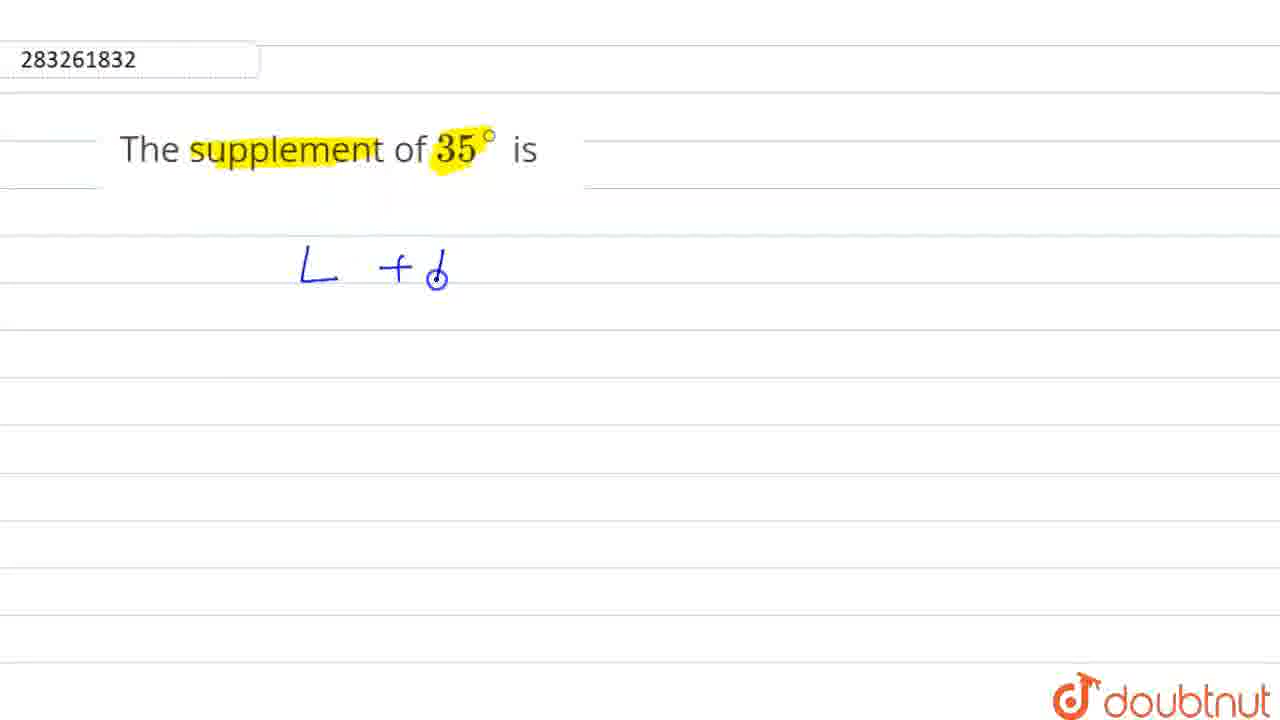 283261832
The supplement of 35° is
L +
doubtnut